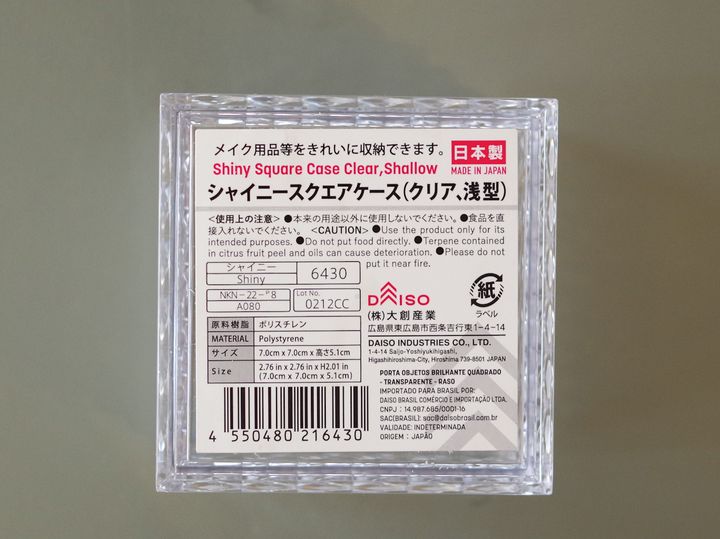 メイク用品等をきれいに収納できます。
日本製
Shiny Square Case Clear,Shallow
MADE IN JAPAN
シャイニースクエアケース(クリア、浅型)
<使用上の注意> ●本来の用途以外に使用しないでください。●食品を直
接入れないでください。 <CAUTION> ●Use the product only for its
intended purposes. ●Do not put food directly. ●Terpene contained
in citrus fruit peel and oils can cause deterioration. ●Please do not
put it near fire.
シャイニー
Shiny
6430
NKN-22-P8
A080
Lot No.
0212CC
DAISO
(株)大創産業
紙
ラベル
広島県東広島市西条吉行東1-4-14
原料樹脂 ポリスチレン
MATERIAL Polystyrene
サイズ 7.0cm x 7.0cm x 高さ5.1cm
Size 2.76 in x 2.76 in x H2.01 in
(7.0cm x 7.0cm x 5.1cm)
DAISO INDUSTRIES CO., LTD.
1-4-14 Saijo-Yoshiyukihigashi,
Higashihiroshima-City, Hiroshima 739-8501 JAPAN
PORTA OBJETOS BRILHANTE QUADRADO
- TRANSPARENTE - RASO
IMPORTADO PARA BRASIL POR:
DAISO BRASIL COMÉRCIO E IMPORTAÇÃO LTDA.
CNPJ : 14.987.685/0001-16
SAC(BRASIL): sac@daisobrasil.com.br
VALIDADE: INDETERMINADA
ORIGEM : JAPÃO
4 550480 216430